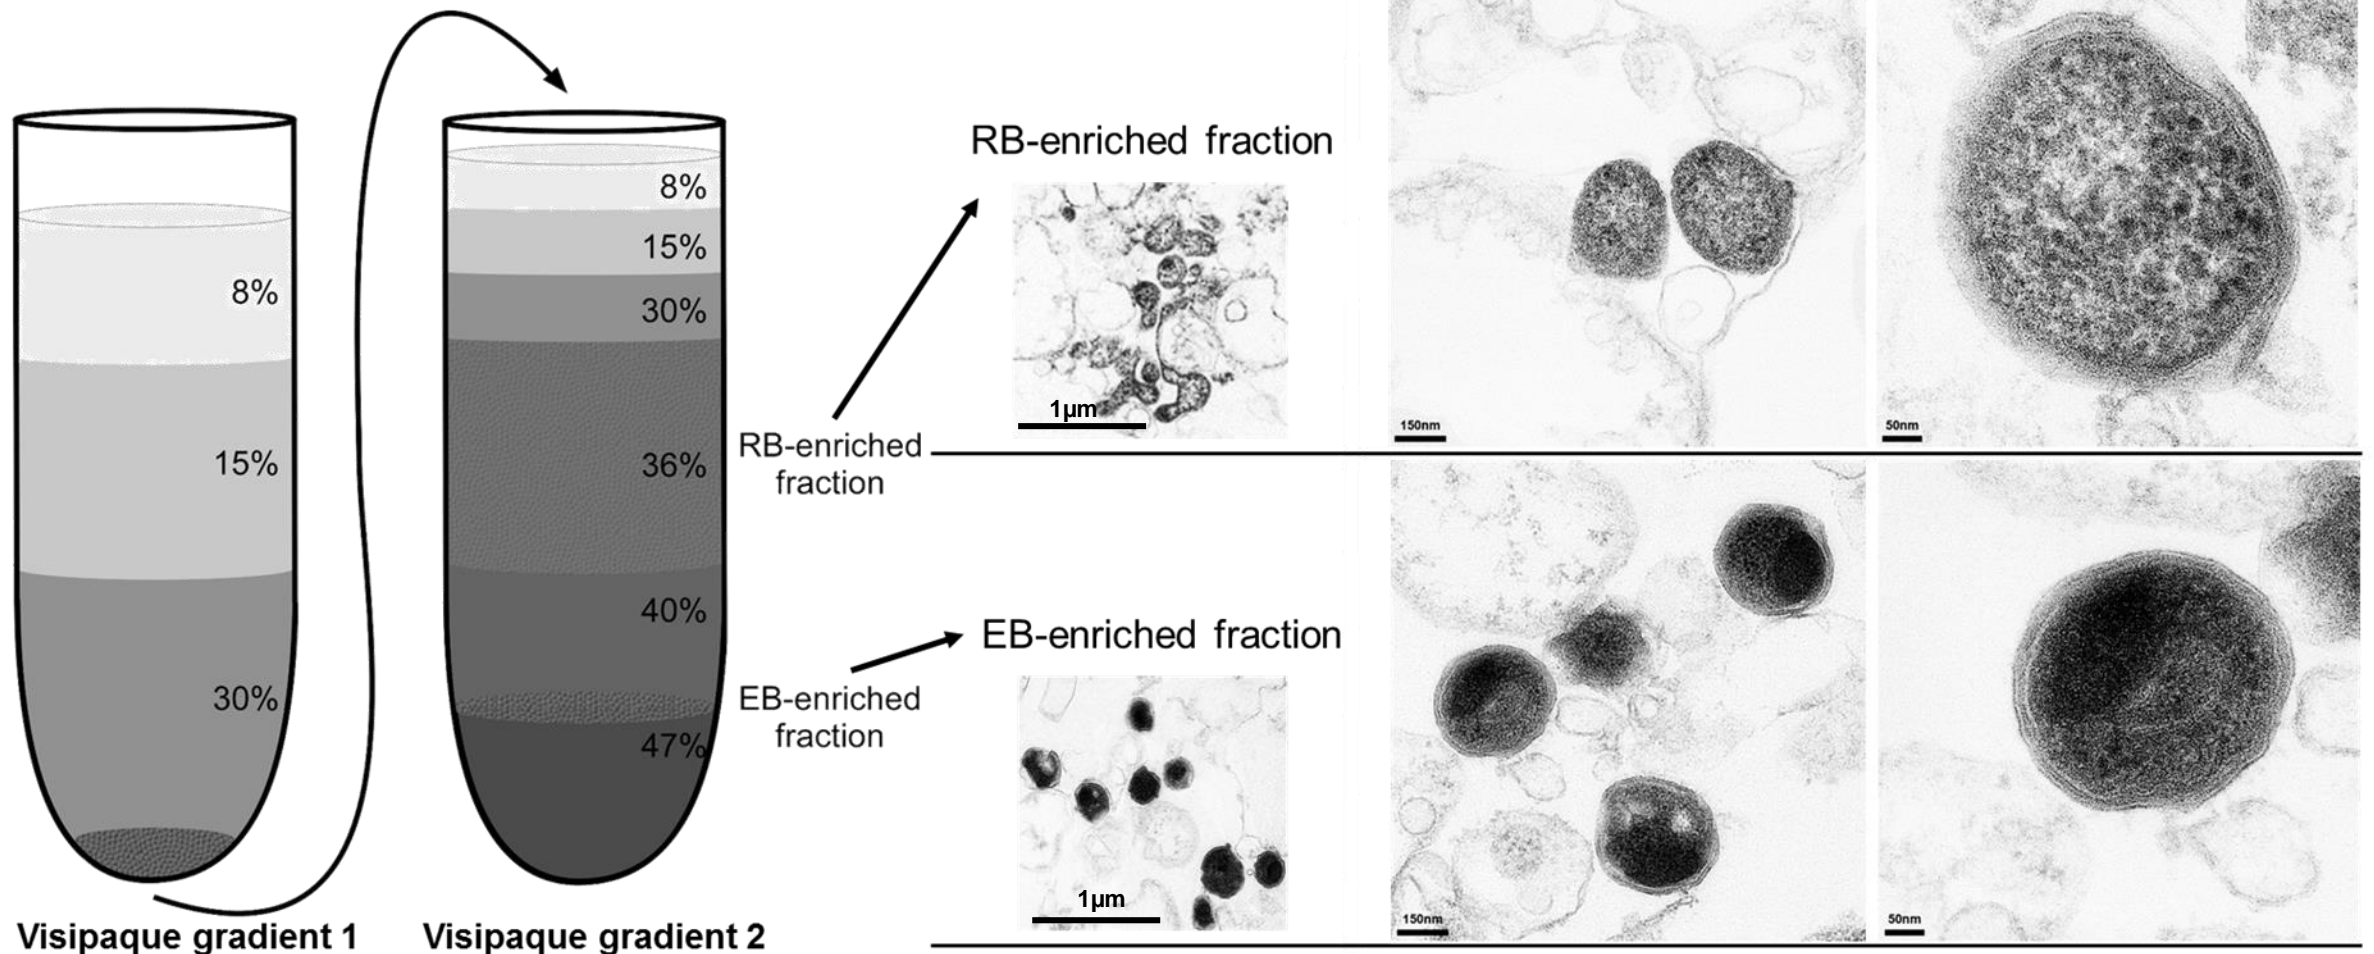 8%
15%
30%
Visipaque gradient 1
8%
15%
30%
36%
40%
47%
Visipaque gradient 2
RB-enriched
fraction
EB-enriched
fraction
RB-enriched fraction
1µm
150nm
50nm
EB-enriched fraction
1µm
150nm
50nm